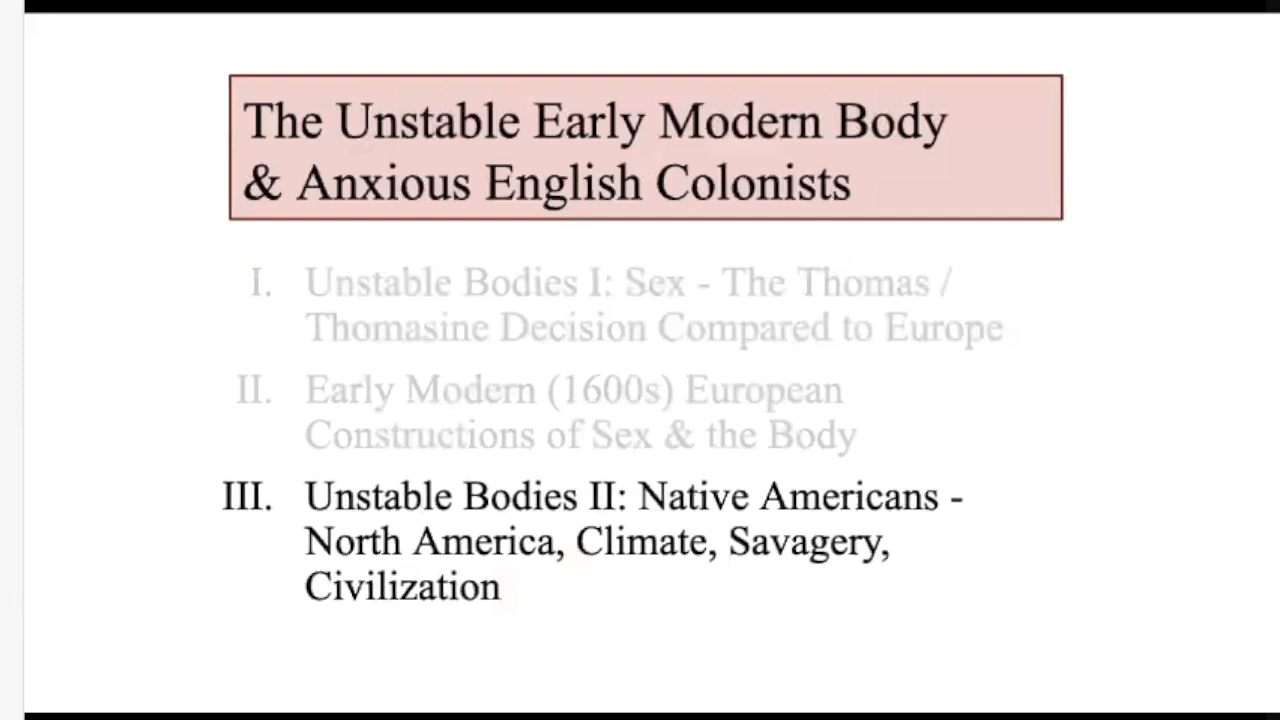 The Unstable Early Modern Body
& Anxious English Colonists
I. Unstable Bodies I: Sex - The Thomas /
Thomasine Decision Compared to Europe
II. Early Modern (1600s) European
Constructions of Sex & the Body
III. Unstable Bodies II: Native Americans -
North America, Climate, Savagery,
Civilization